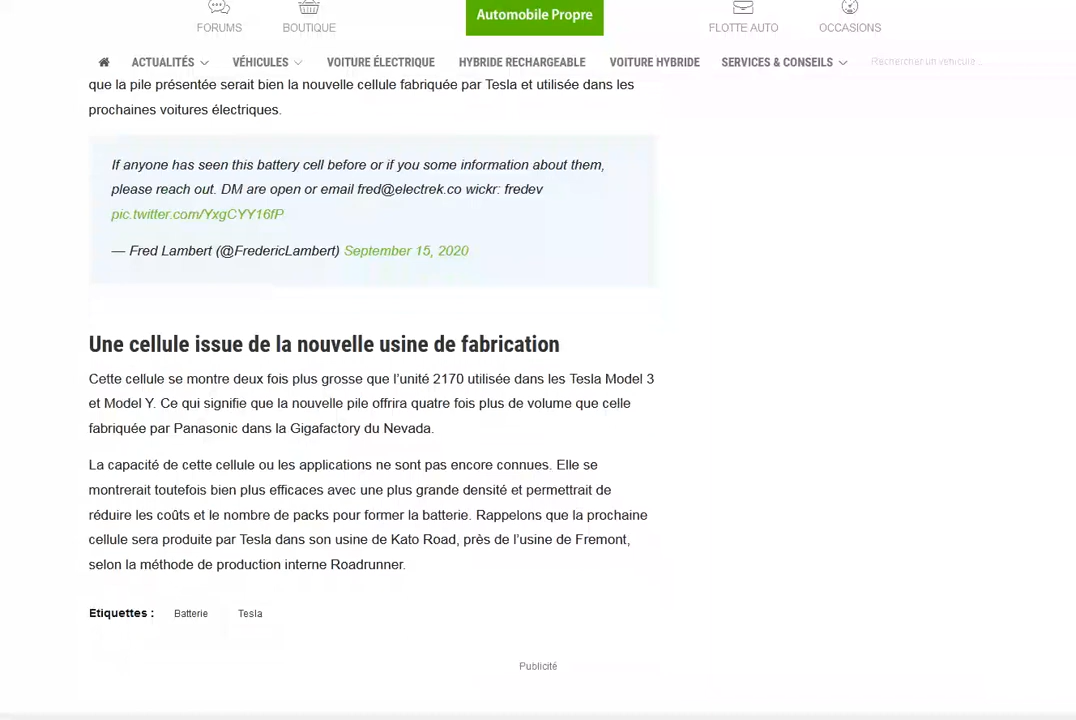 FORUMS BOUTIQUE Automobile Propre FLOTTE AUTO OCCASIONS
ACTUALITÉS VÉHICULES VOITURE ÉLECTRIQUE HYBRIDE RECHARGEABLE VOITURE HYBRIDE SERVICES & CONSEILS Rechercher un véhicule...
que la pile présentée serait bien la nouvelle cellule fabriquée par Tesla et utilisée dans les
prochaines voitures électriques.
If anyone has seen this battery cell before or if you some information about them,
please reach out. DM are open or email fred@electrek.co wickr: fredev
pic.twitter.com/YxgCYY16fP
— Fred Lambert (@FredericLambert) September 15, 2020
Une cellule issue de la nouvelle usine de fabrication
Cette cellule se montre deux fois plus grosse que l'unité 2170 utilisée dans les Tesla Model 3
et Model Y. Ce qui signifie que la nouvelle pile offrira quatre fois plus de volume que celle
fabriquée par Panasonic dans la Gigafactory du Nevada.
La capacité de cette cellule ou les applications ne sont pas encore connues. Elle se
montrerait toutefois bien plus efficaces avec une plus grande densité et permettrait de
réduire les coûts et le nombre de packs pour former la batterie. Rappelons que la prochaine
cellule sera produite par Tesla dans son usine de Kato Road, près de l'usine de Fremont,
selon la méthode de production interne Roadrunner.
Etiquettes : Batterie Tesla
Publicité